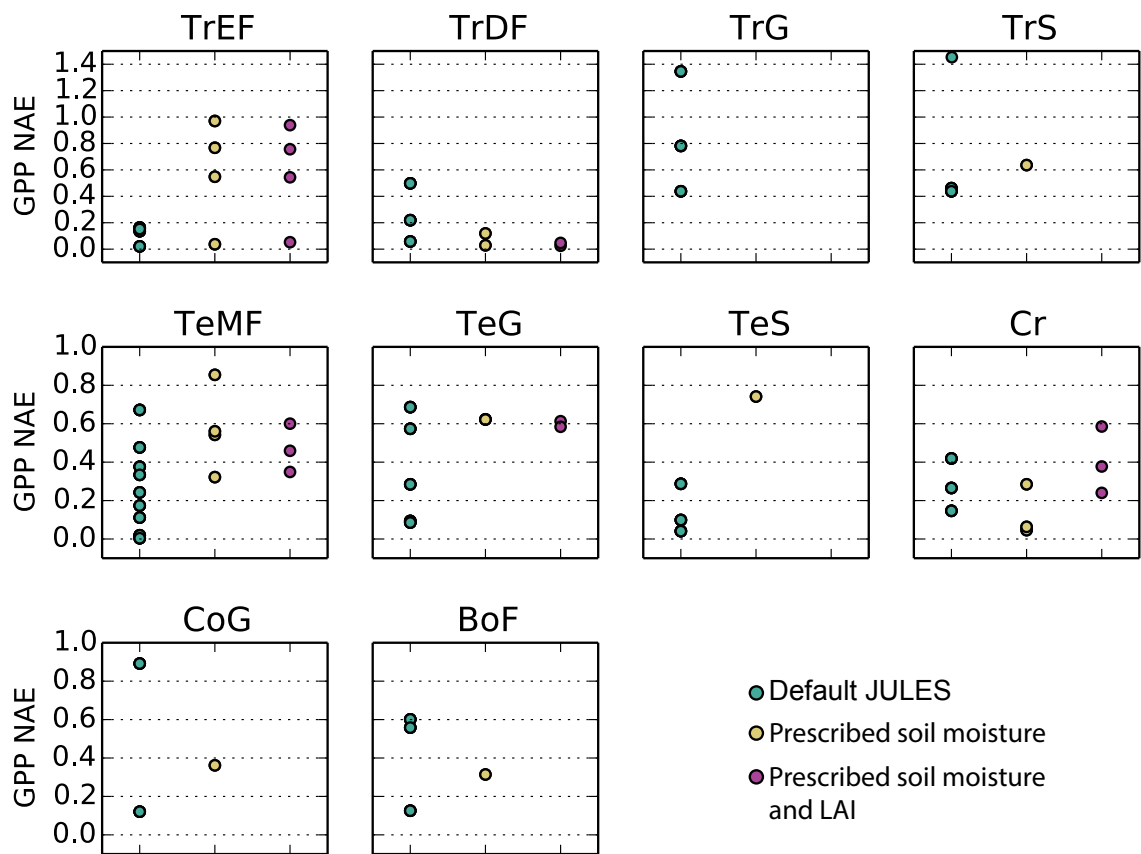 TrEF TrDF TrG TrS
1.4
1.2
1.0
0.8
0.6
0.4
0.2
0.0
GPP NAE
TeMF TeG TeS Cr
1.0
0.8
0.6
0.4
0.2
0.0
GPP NAE
CoG BoF
1.0
0.8
0.6
0.4
0.2
0.0
GPP NAE
Default JULES
Prescribed soil moisture
Prescribed soil moisture
and LAI